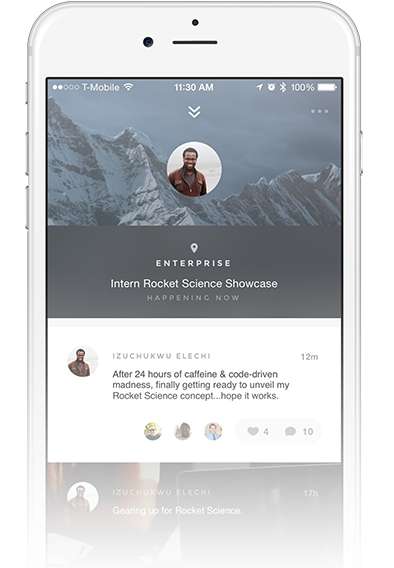 T-Mobile 11:30 AM 100%
ENTERPRISE
Intern Rocket Science Showcase
HAPPENING NOW
IZUCHUKWU ELECHI 12m
After 24 hours of caffeine & code-driven
madness, finally getting ready to unveil my
Rocket Science concept...hope it works.
4 10
IZUCHUKWU ELECHI 17h
Gearing up for Rocket Science.